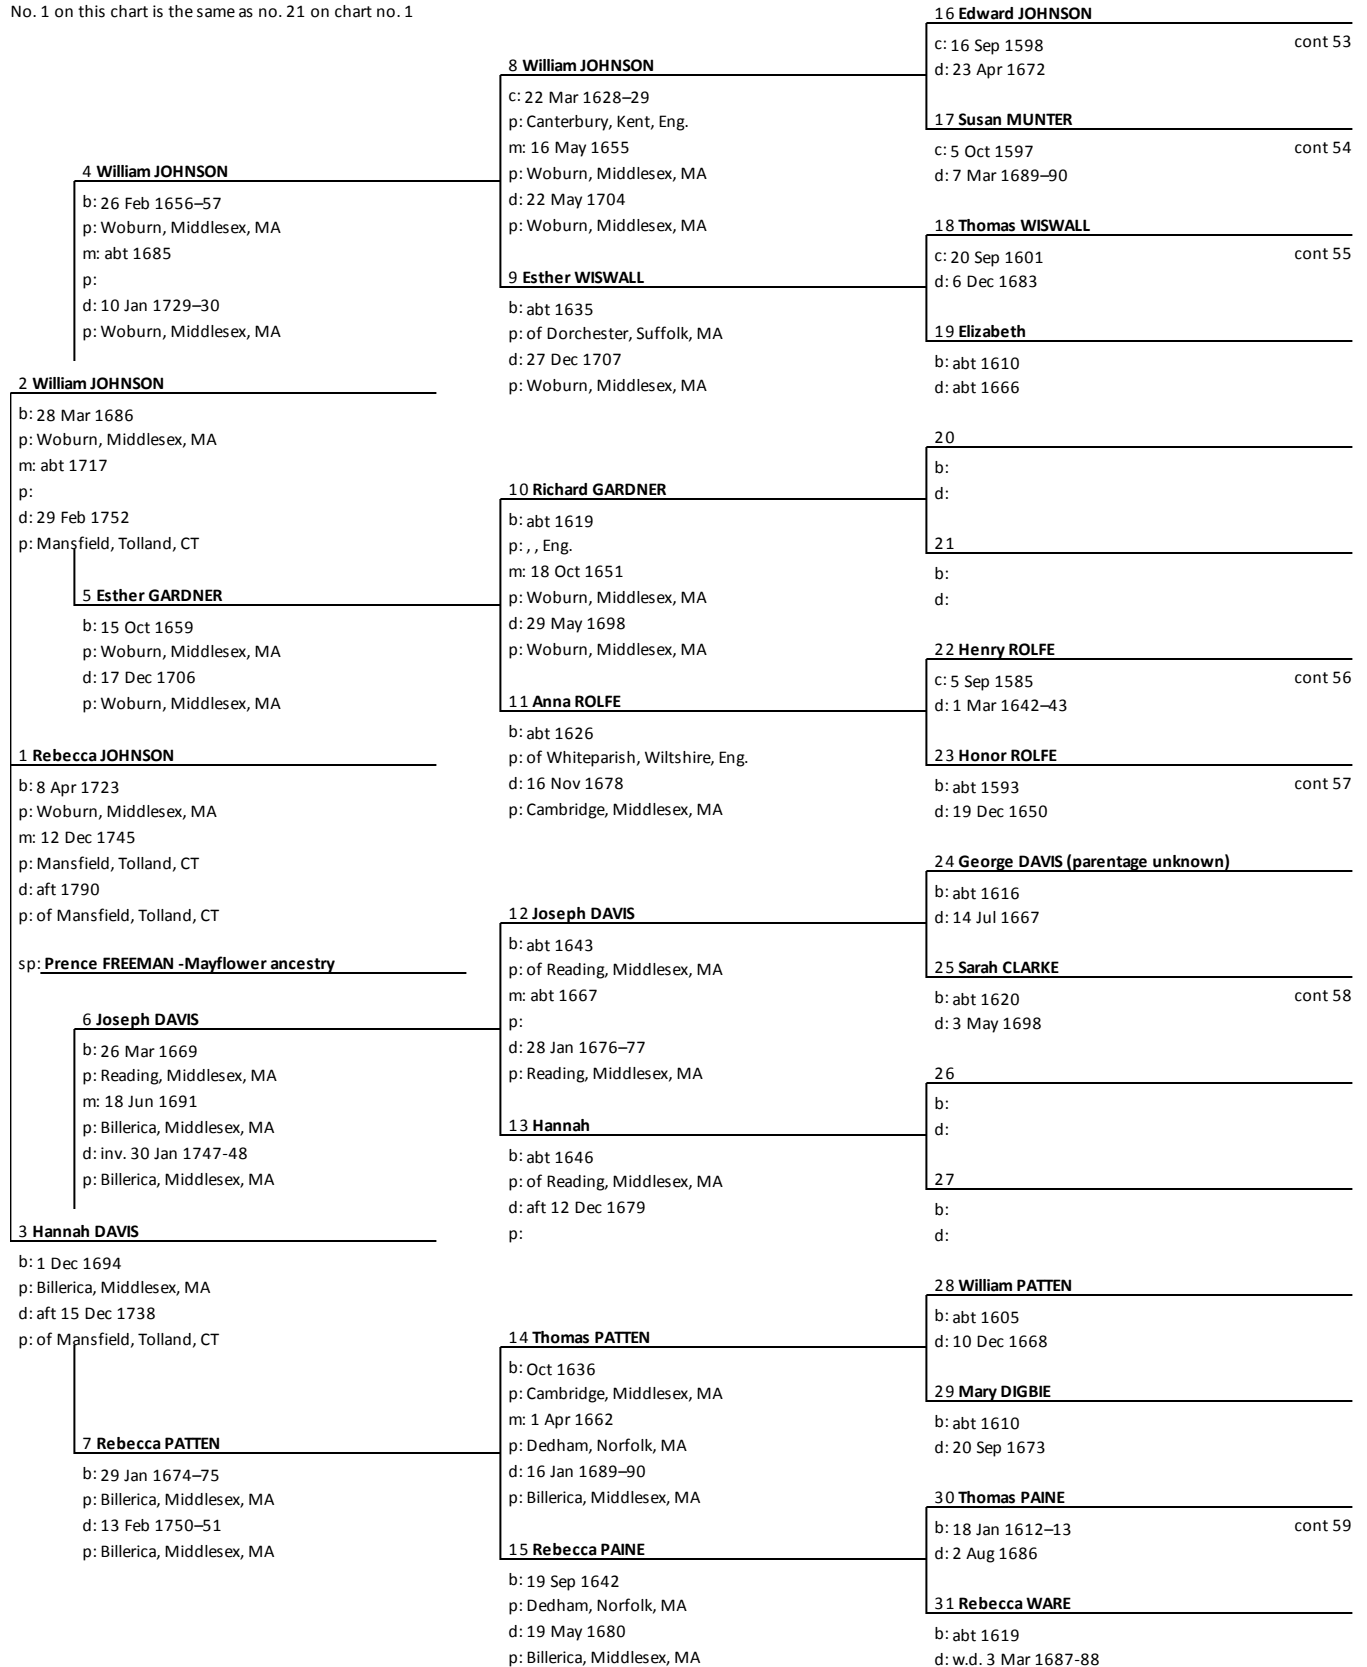 No. 1 on this chart is the same as no. 21 on chart no. 1
16 Edward JOHNSON
c: 16 Sep 1598
cont 53
d: 23 Apr 1672
8 William JOHNSON
c: 22 Mar 1628–29
p: Canterbury, Kent, Eng.
m: 16 May 1655
p: Woburn, Middlesex, MA
d: 22 May 1704
p: Woburn, Middlesex, MA
17 Susan MUNTER
c: 5 Oct 1597
cont 54
d: 7 Mar 1689–90
4 William JOHNSON
b: 26 Feb 1656–57
p: Woburn, Middlesex, MA
m: abt 1685
p:
d: 10 Jan 1729–30
p: Woburn, Middlesex, MA
18 Thomas WISWALL
c: 20 Sep 1601
cont 55
d: 6 Dec 1683
9 Esther WISWALL
b: abt 1635
p: of Dorchester, Suffolk, MA
d: 27 Dec 1707
p: Woburn, Middlesex, MA
19 Elizabeth
b: abt 1610
d: abt 1666
2 William JOHNSON
b: 28 Mar 1686
p: Woburn, Middlesex, MA
m: abt 1717
p:
d: 29 Feb 1752
p: Mansfield, Tolland, CT
20
b:
d:
10 Richard GARDNER
b: abt 1619
p: , , Eng.
m: 18 Oct 1651
p: Woburn, Middlesex, MA
d: 29 May 1698
p: Woburn, Middlesex, MA
21
b:
d:
5 Esther GARDNER
b: 15 Oct 1659
p: Woburn, Middlesex, MA
d: 17 Dec 1706
p: Woburn, Middlesex, MA
22 Henry ROLFE
c: 5 Sep 1585
cont 56
d: 1 Mar 1642–43
11 Anna ROLFE
b: abt 1626
p: of Whiteparish, Wiltshire, Eng.
d: 16 Nov 1678
p: Cambridge, Middlesex, MA
23 Honor ROLFE
b: abt 1593
cont 57
d: 19 Dec 1650
1 Rebecca JOHNSON
b: 8 Apr 1723
p: Woburn, Middlesex, MA
m: 12 Dec 1745
p: Mansfield, Tolland, CT
d: aft 1790
p: of Mansfield, Tolland, CT
sp: Prence FREEMAN -Mayflower ancestry
24 George DAVIS (parentage unknown)
b: abt 1616
d: 14 Jul 1667
12 Joseph DAVIS
b: abt 1643
p: of Reading, Middlesex, MA
m: abt 1667
p:
d: 28 Jan 1676–77
p: Reading, Middlesex, MA
25 Sarah CLARKE
b: abt 1620
cont 58
d: 3 May 1698
6 Joseph DAVIS
b: 26 Mar 1669
p: Reading, Middlesex, MA
m: 18 Jun 1691
p: Billerica, Middlesex, MA
d: inv. 30 Jan 1747-48
p: Billerica, Middlesex, MA
26
b:
d:
13 Hannah
b: abt 1646
p: of Reading, Middlesex, MA
d: aft 12 Dec 1679
p:
27
b:
d:
3 Hannah DAVIS
b: 1 Dec 1694
p: Billerica, Middlesex, MA
d: aft 15 Dec 1738
p: of Mansfield, Tolland, CT
28 William PATTEN
b: abt 1605
d: 10 Dec 1668
14 Thomas PATTEN
b: Oct 1636
p: Cambridge, Middlesex, MA
m: 1 Apr 1662
p: Dedham, Norfolk, MA
d: 16 Jan 1689–90
p: Billerica, Middlesex, MA
29 Mary DIGBIE
b: abt 1610
d: 20 Sep 1673
7 Rebecca PATTEN
b: 29 Jan 1674–75
p: Billerica, Middlesex, MA
d: 13 Feb 1750–51
p: Billerica, Middlesex, MA
30 Thomas PAINE
b: 18 Jan 1612–13
cont 59
d: 2 Aug 1686
15 Rebecca PAINE
b: 19 Sep 1642
p: Dedham, Norfolk, MA
d: 19 May 1680
p: Billerica, Middlesex, MA
31 Rebecca WARE
b: abt 1619
d: w.d. 3 Mar 1687-88